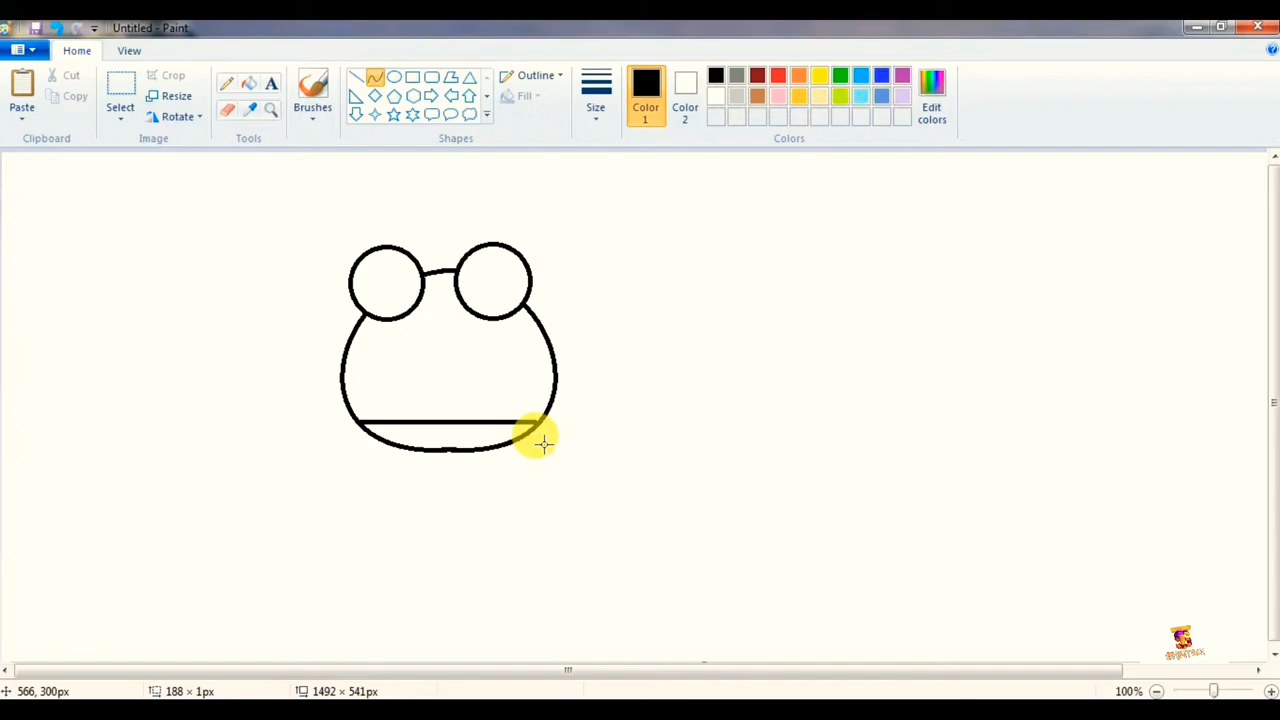 Untitled - Paint
Home View
Paste
Cut
Copy
Clipboard
Select
Crop
Resize
Rotate
Image
A
Tools
Brushes
Outline
Fill
Shapes
Size
Color 1
Color 2
Edit colors
Colors
566, 300px 188 × 1px 1492 × 541px 100%